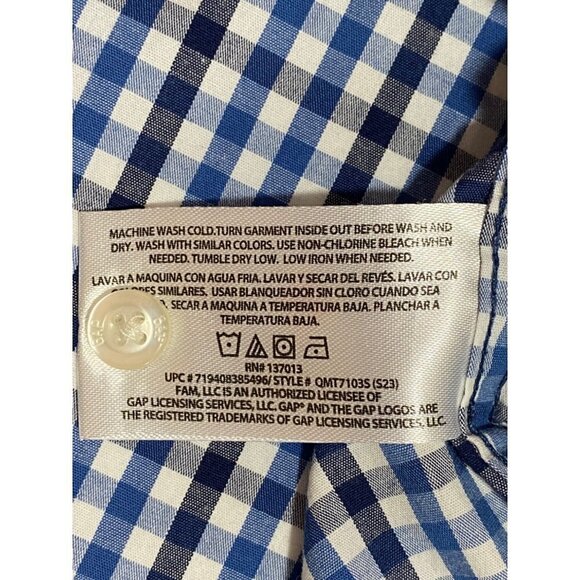 MACHINE WASH COLD.TURN GARMENT INSIDE OUT BEFORE WASH AND
DRY. WASH WITH SIMILAR COLORS. USE NON-CHLORINE BLEACH WHEN
NEEDED. TUMBLE DRY LOW. LOW IRON WHEN NEEDED.
LAVAR A MAQUINA CON AGUA FRIA. LAVAR Y SECAR DEL REVÉS. LAVAR CON
SIMILARES. USAR BLANQUEADOR SIN CLORO CUANDO SEA
SECAR A MAQUINA A TEMPERATURA BAJA. PLANCHAR A
TEMPERATURA BAJA.
RN# 137013
UPC # 719408385496/ STYLE # QMT7103S (S23)
FAM, LLC IS AN AUTHORIZED LICENSEE OF
GAP LICENSING SERVICES, LLC. GAP® AND THE GAP LOGOS ARE
THE REGISTERED TRADEMARKS OF GAP LICENSING SERVICES, LLC.